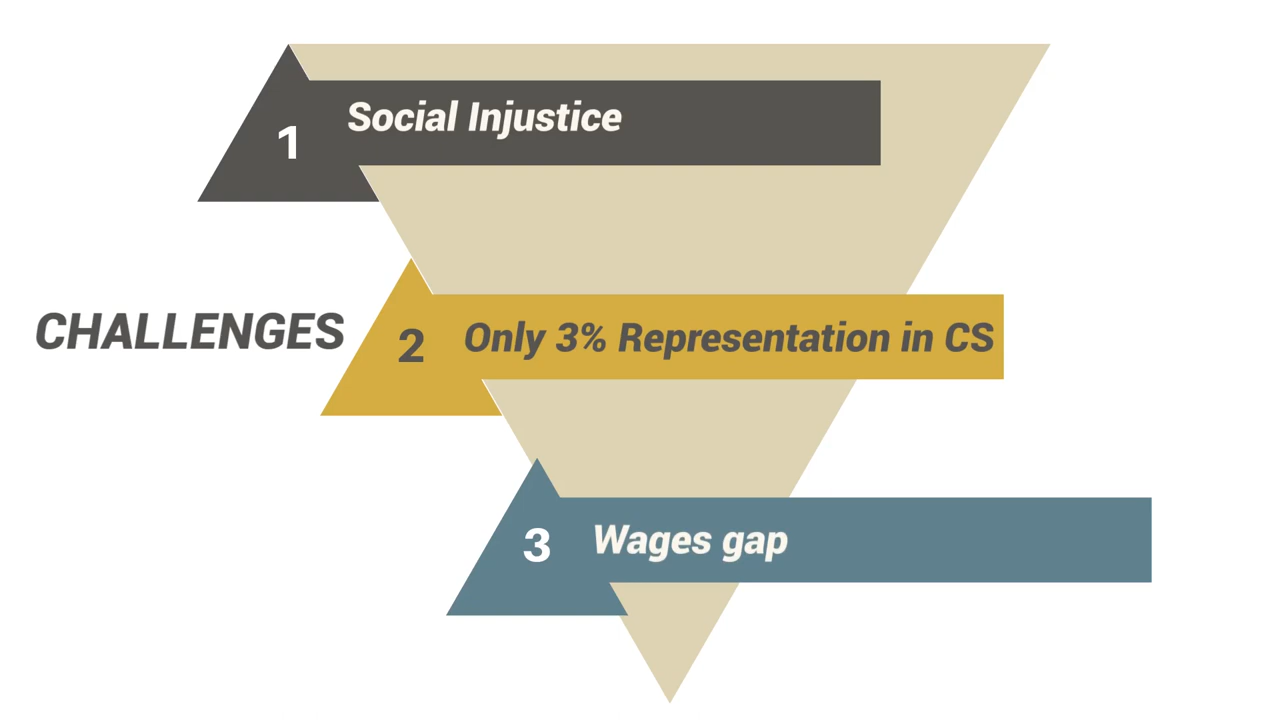 1
Social Injustice
CHALLENGES
2
Only 3% Representation in CS
3
Wages gap